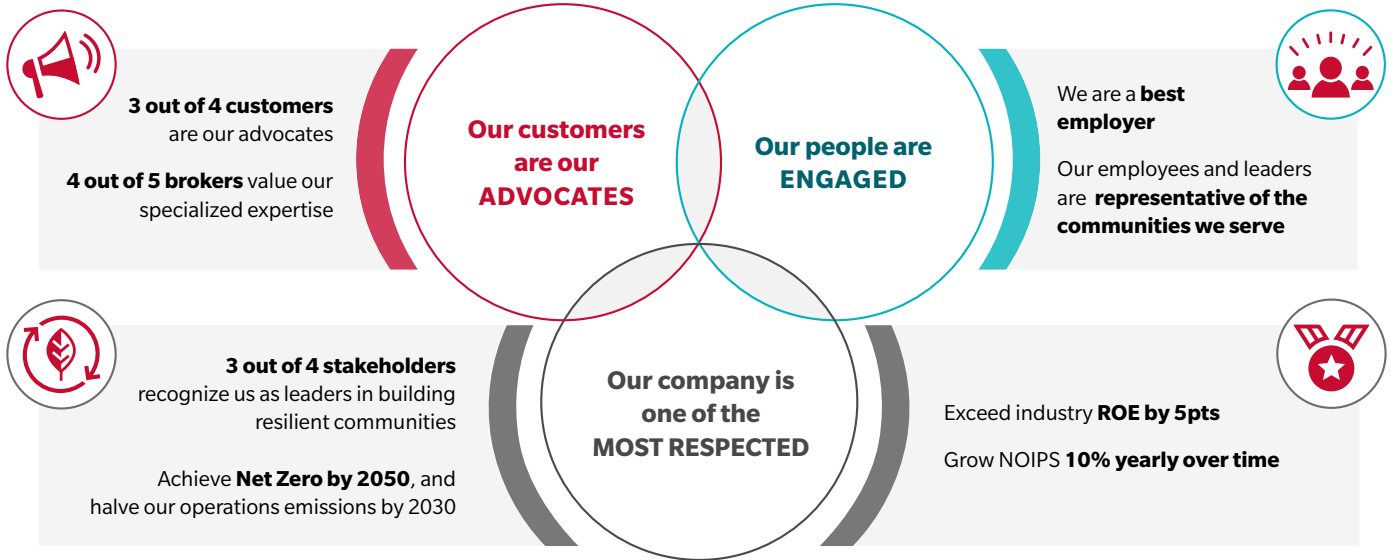 3 out of 4 customers
are our advocates
4 out of 5 brokers value our
specialized expertise
Our customers
are our
ADVOCATES
Our people are
ENGAGED
We are a best
employer
Our employees and leaders
are representative of the
communities we serve
3 out of 4 stakeholders
recognize us as leaders in building
resilient communities
Achieve Net Zero by 2050, and
halve our operations emissions by 2030
Our company is
one of the
MOST RESPECTED
Exceed industry ROE by 5pts
Grow NOIPS 10% yearly over time